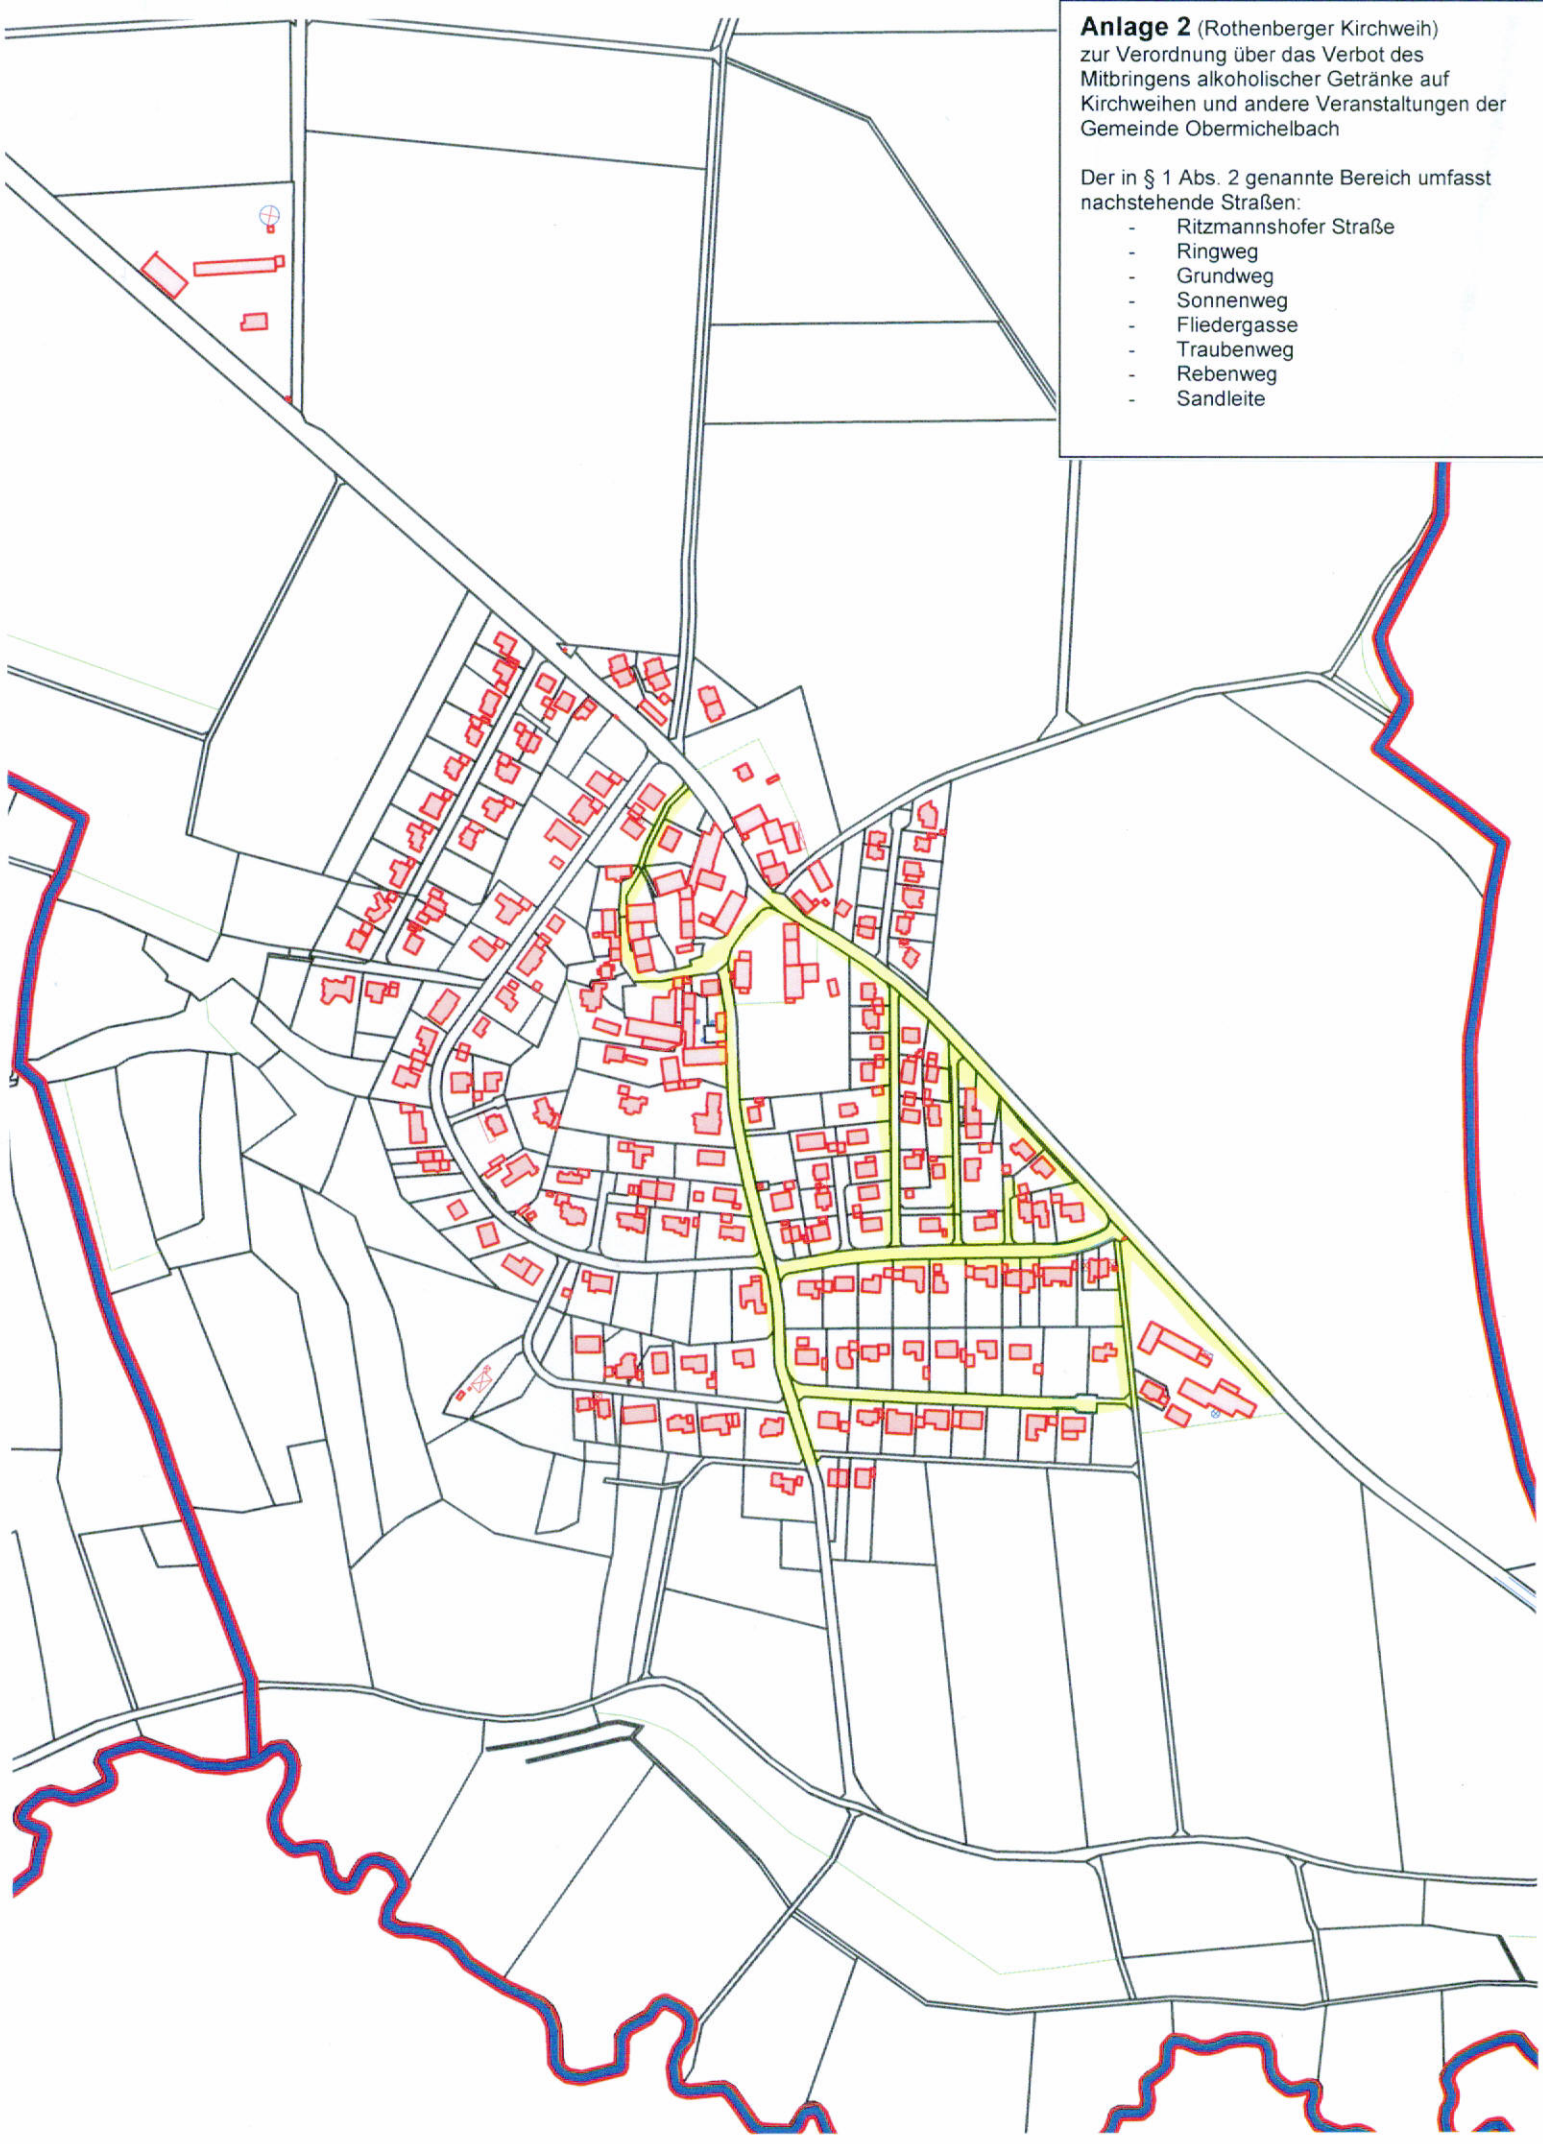 Anlage 2 (Rothenberger Kirchweih)
zur Verordnung über das Verbot des
Mitbringens alkoholischer Getränke auf
Kirchweihen und andere Veranstaltungen der
Gemeinde Obermichelbach
Der in § 1 Abs. 2 genannte Bereich umfasst
nachstehende Straßen:
- Ritzmannshofer Straße
- Ringweg
- Grundweg
- Sonnenweg
- Fliedergasse
- Traubenweg
- Rebenweg
- Sandleite